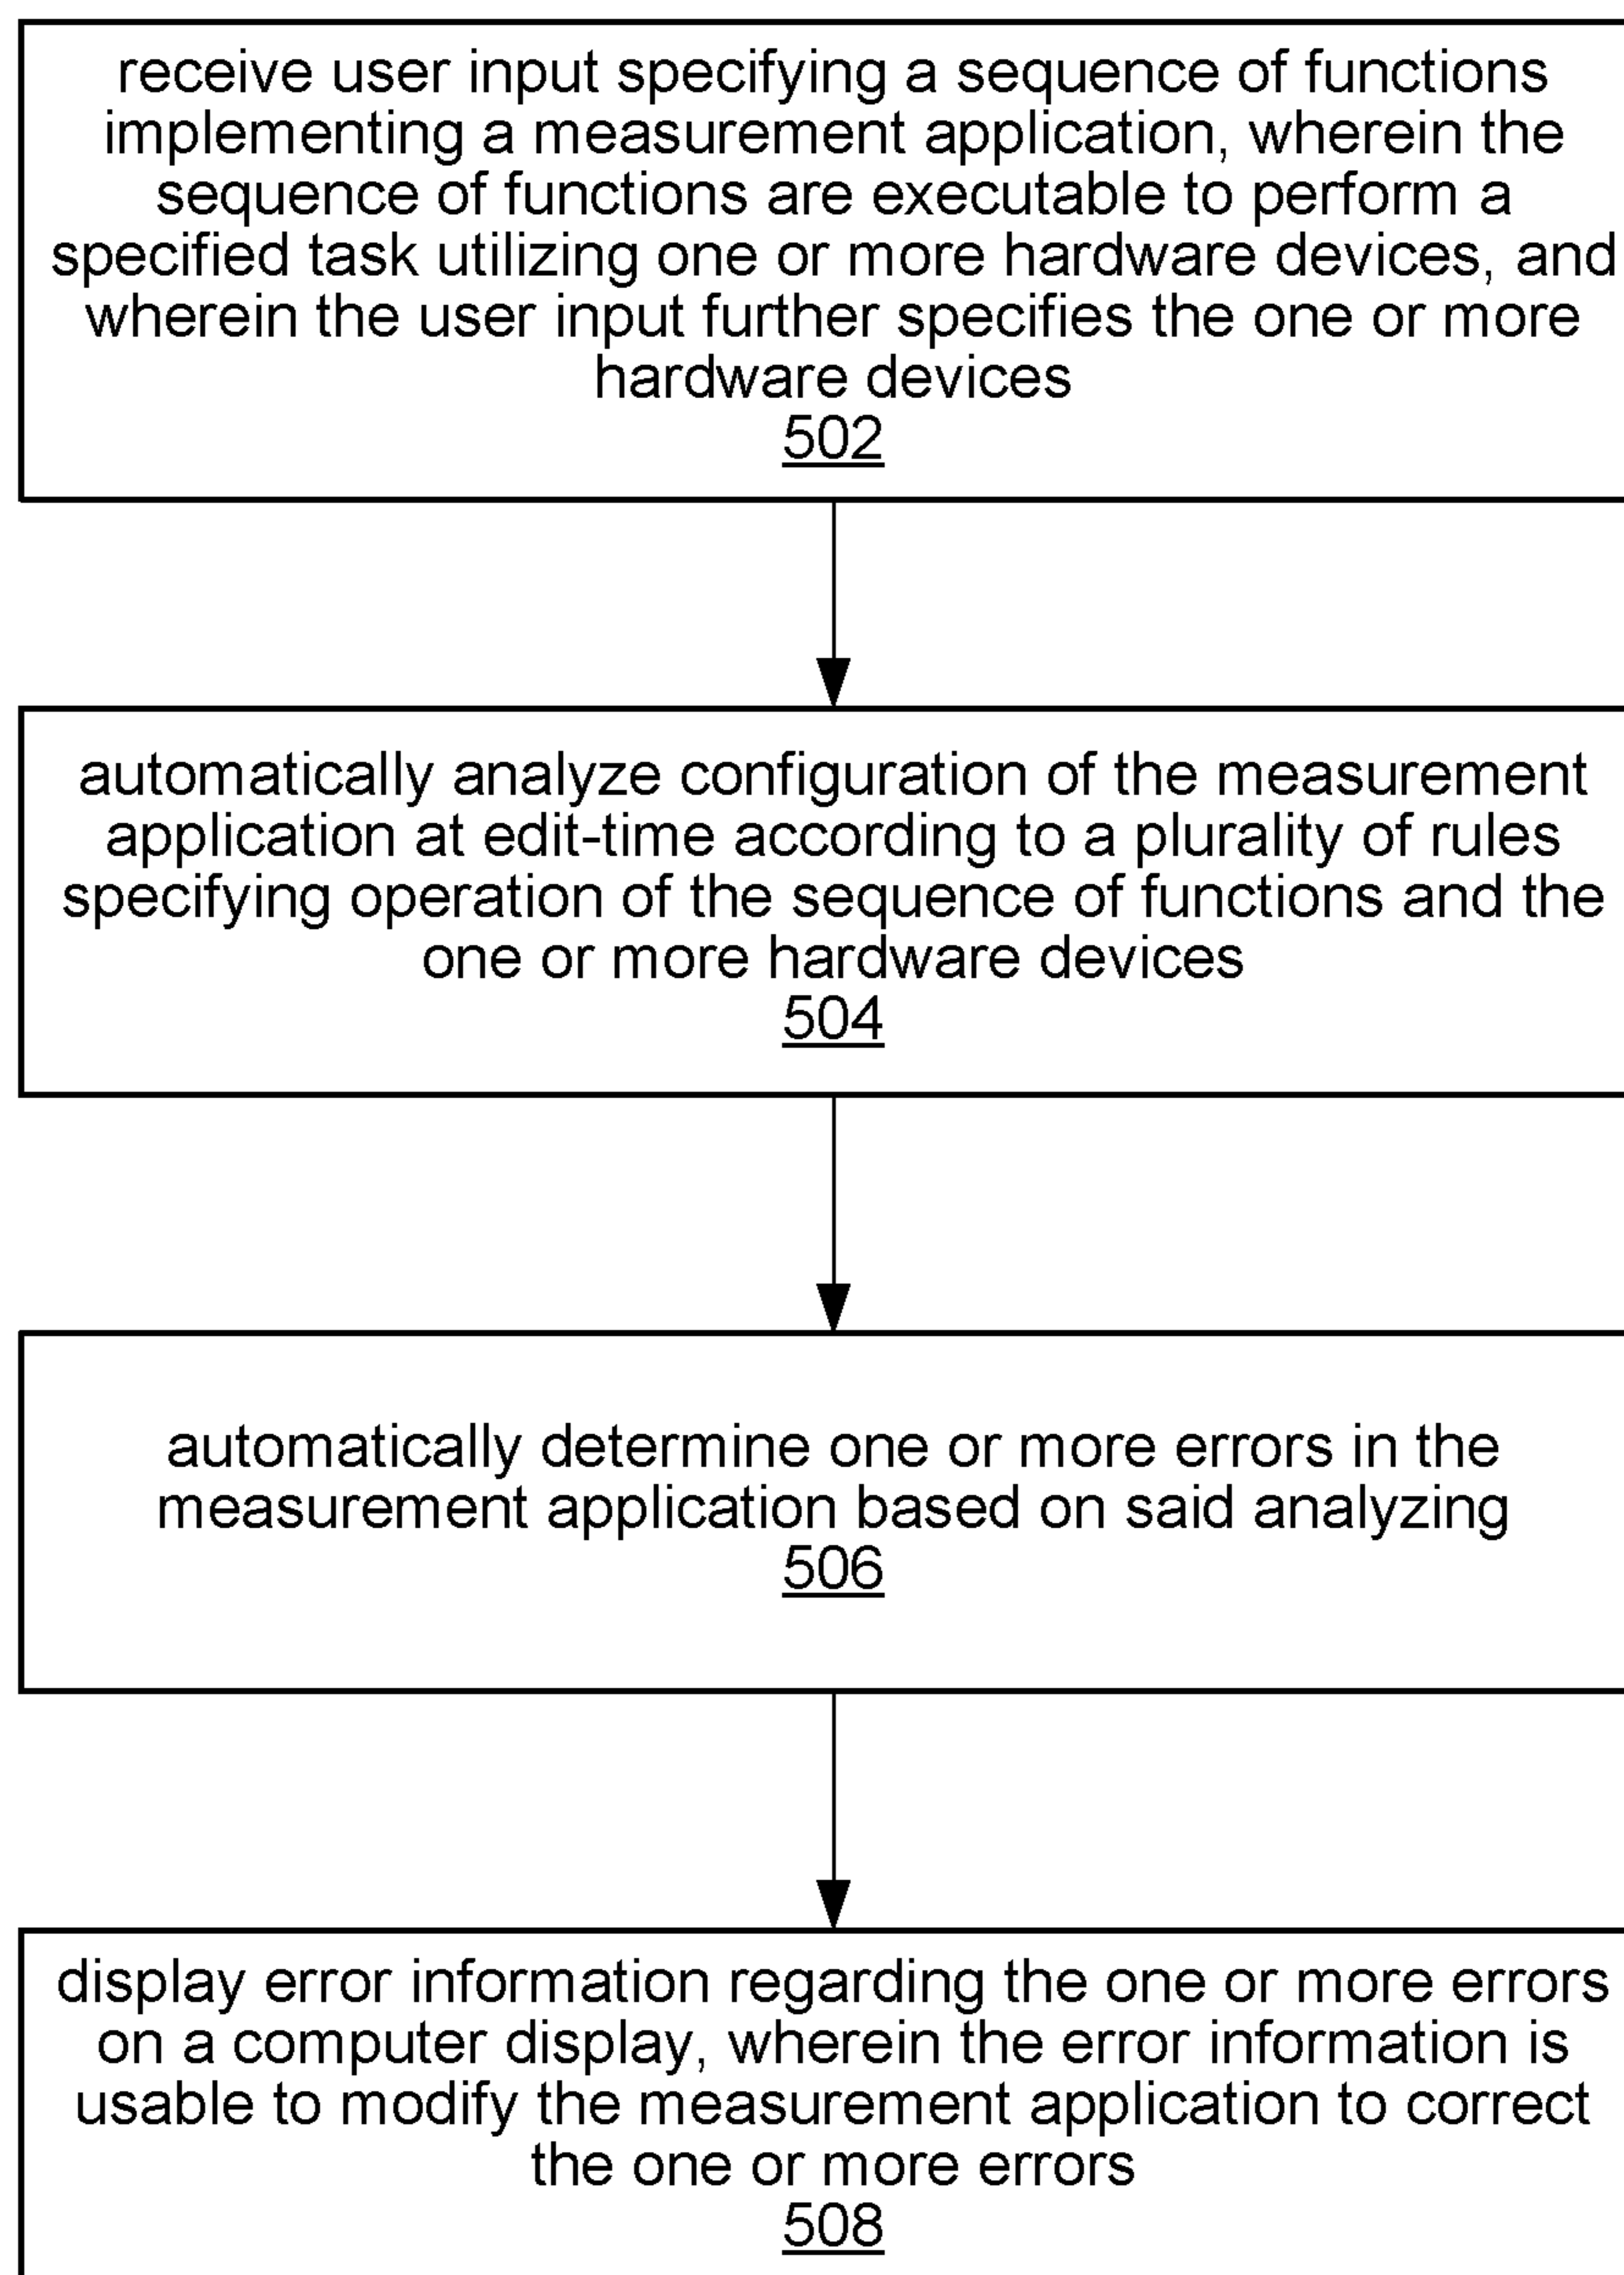 receive user input specifying a sequence of functions
implementing a measurement application, wherein the
sequence of functions are executable to perform a
specified task utilizing one or more hardware devices, and
wherein the user input further specifies the one or more
hardware devices
502
automatically analyze configuration of the measurement
application at edit-time according to a plurality of rules
specifying operation of the sequence of functions and the
one or more hardware devices
504
automatically determine one or more errors in the
measurement application based on said analyzing
506
display error information regarding the one or more errors
on a computer display, wherein the error information is
usable to modify the measurement application to correct
the one or more errors
508